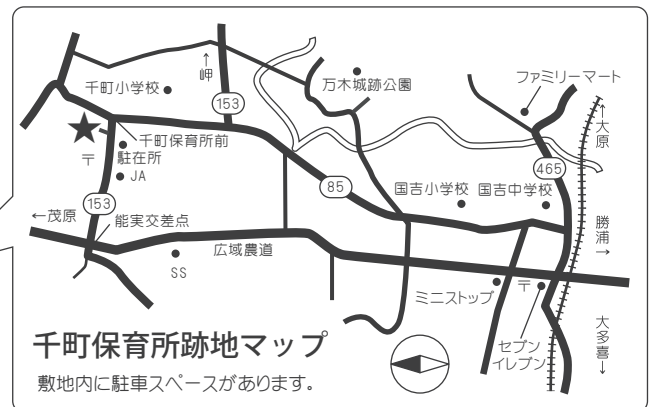 ↑
岬
千町小学校
153
万木城跡公園
ファミリーマート
↑
大原
千町保育所前
〒
駐在所
JA
465
85
国吉小学校
国吉中学校
153
←茂原
能実交差点
勝浦
↓
広域農道
SS
ミニストップ
〒
セブン
イレブン
大多喜
↓
千町保育所跡地マップ
敷地内に駐車スペースがあります。